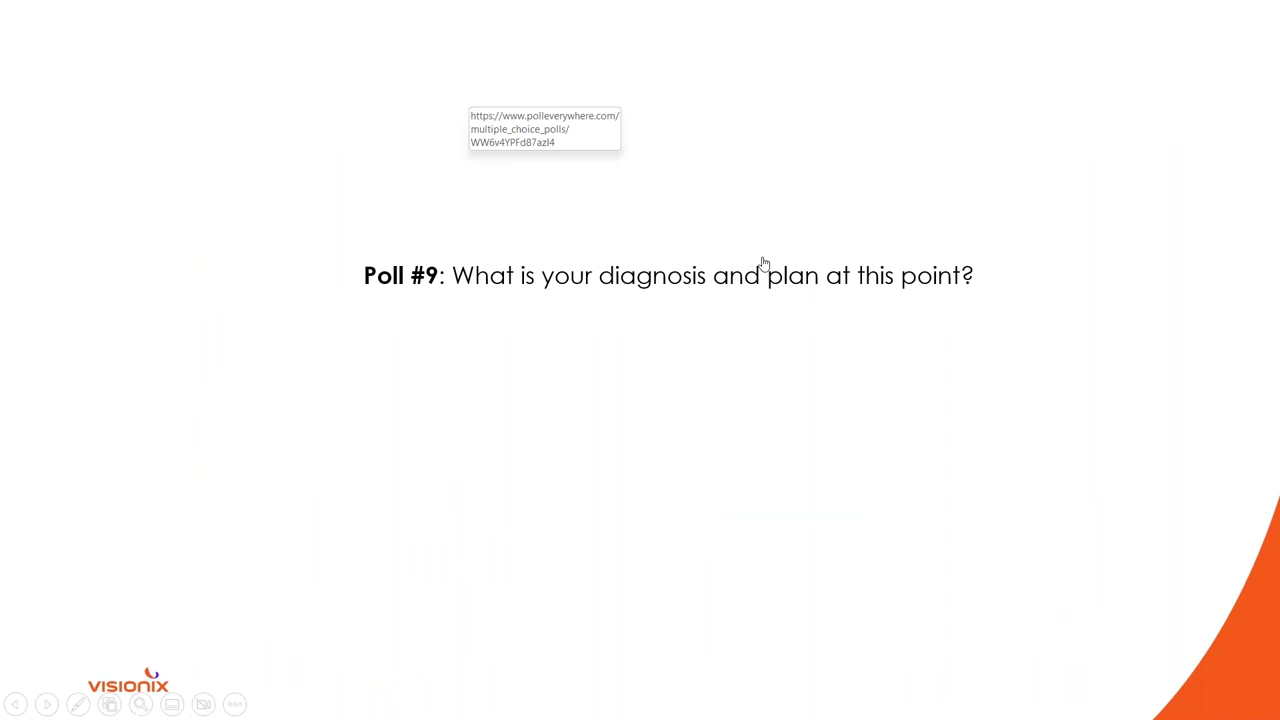 https://www.polleverywhere.com/
multiple_choice_polls/
WW6v4YPFd87azI4
Poll #9: What is your diagnosis and plan at this point?
VISIONIX